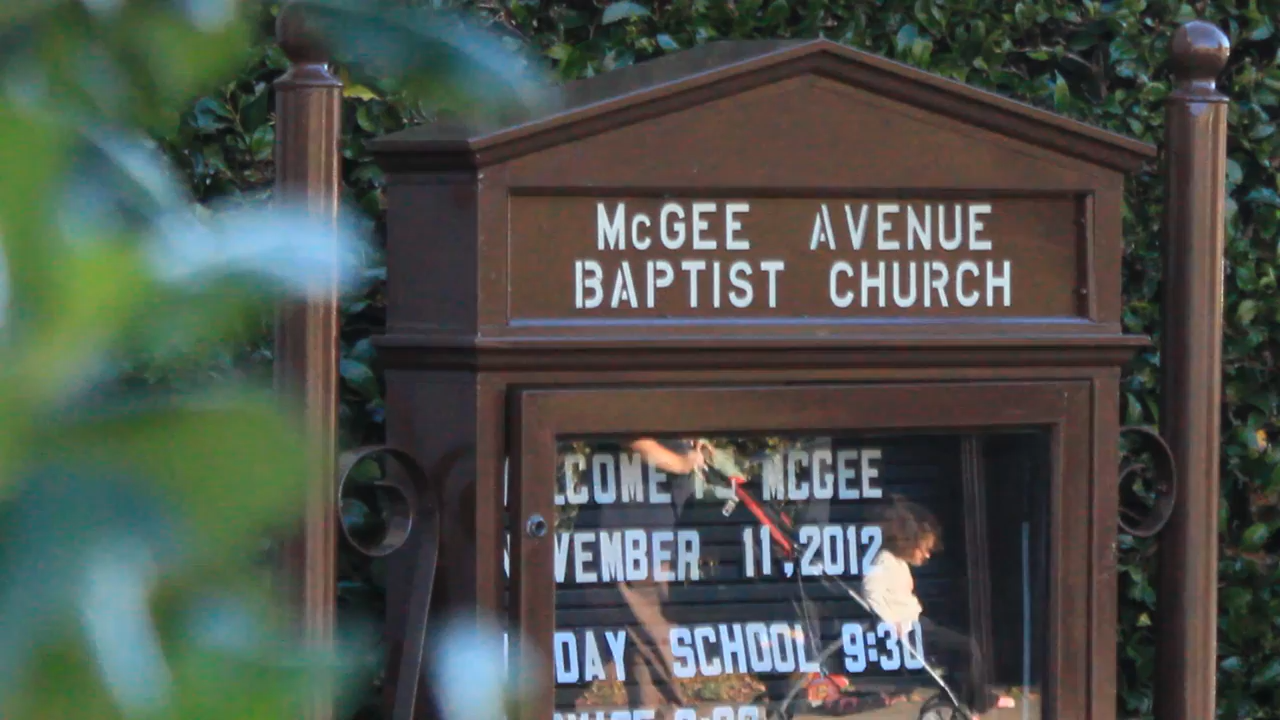 McGEE AVENUE
BAPTIST CHURCH
LCOME TO MCGEE
VEMBER 11,2012
DAY SCHOOL 9:30